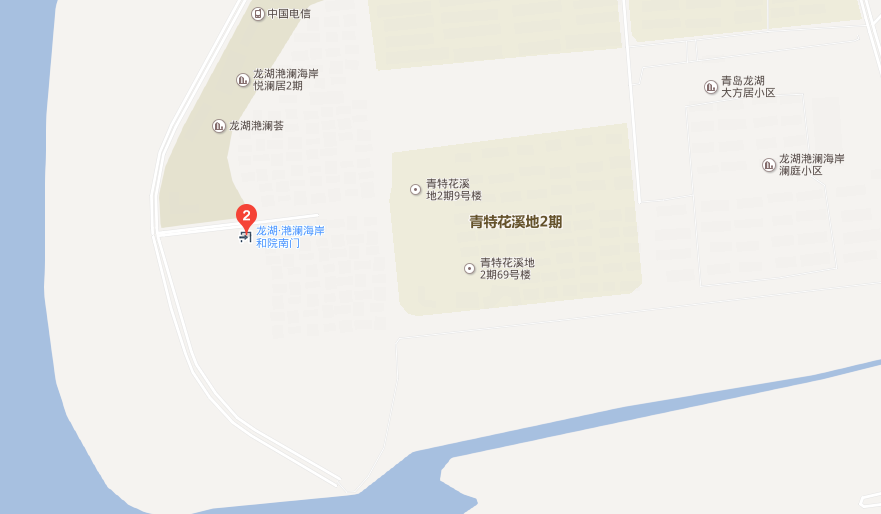 中国电信
龙湖滟澜海岸
悦澜居2期
龙湖滟澜荟
青岛龙湖
大方居小区
龙湖滟澜海岸
澜庭小区
青特花溪
地2期9号楼
2
龙湖·滟澜海岸
和院南门
青特花溪地2期
青特花溪地
2期69号楼